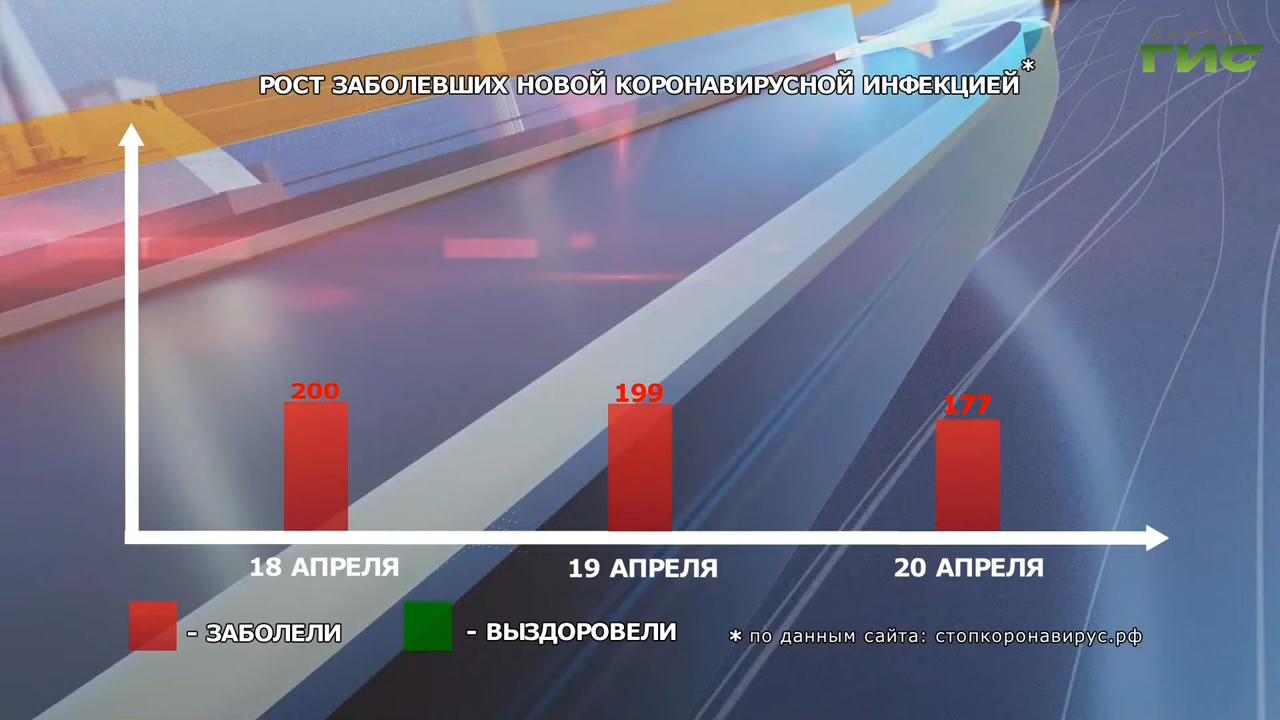 САМАРА
ГИС
РОСТ ЗАБОЛЕВШИХ НОВОЙ КОРОНАВИРУСНОЙ ИНФЕКЦИЕЙ*
200
199
177
18 АПРЕЛЯ
19 АПРЕЛЯ
20 АПРЕЛЯ
- ЗАБОЛЕЛИ
- ВЫЗДОРОВЕЛИ
* по данным сайта: стопкоронавирус.рф